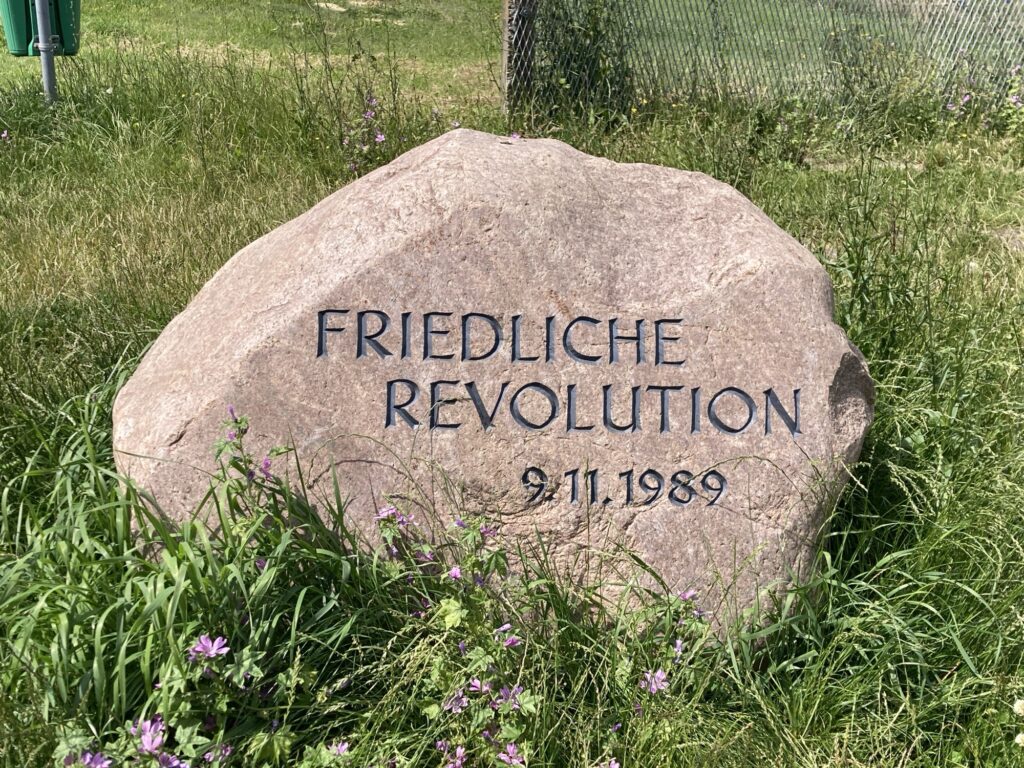 FRIEDLICHE
REVOLUTION
9.11.1989